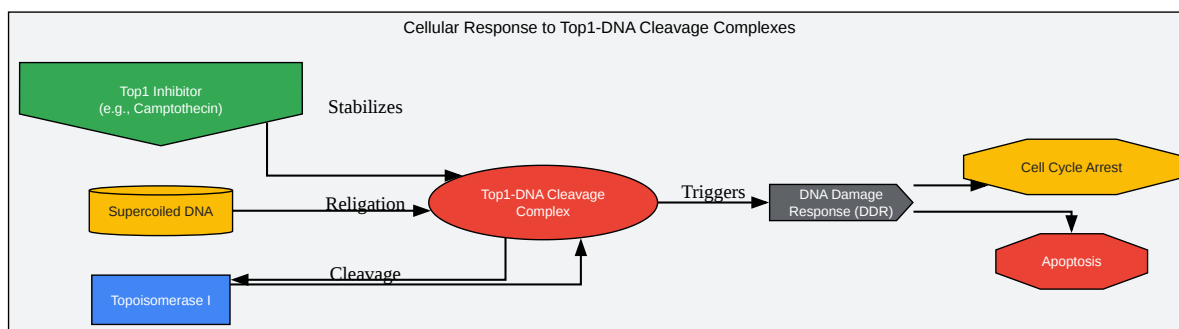 Cellular Response to Top1-DNA Cleavage Complexes
Top1 Inhibitor
(e.g., Camptothecin)
Stabilizes
Supercoiled DNA
Religation
Top1-DNA Cleavage
Complex
Triggers
DNA Damage
Response (DDR)
Cell Cycle Arrest
Apoptosis
Cleavage
Topoisomerase I